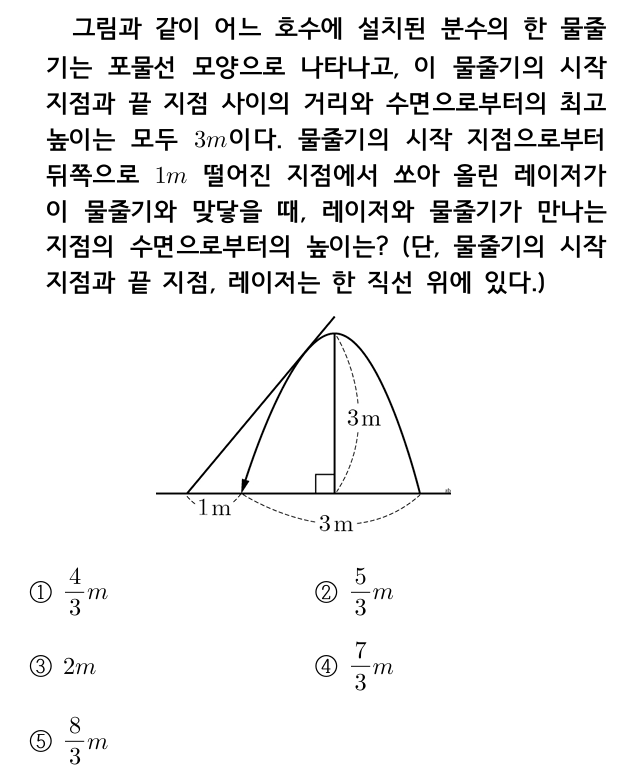 그림과 같이 어느 호수에 설치된 분수의 한 물줄
기는 포물선 모양으로 나타나고, 이 물줄기의 시작
지점과 끝 지점 사이의 거리와 수면으로부터의 최고
높이는 모두 3m이다. 물줄기의 시작 지점으로부터
뒤쪽으로 1m 떨어진 지점에서 쏘아 올린 레이저가
이 물줄기와 맞닿을 때, 레이저와 물줄기가 만나는
지점의 수면으로부터의 높이는? (단, 물줄기의 시작
지점과 끝 지점, 레이저는 한 직선 위에 있다.)
3m
1m
3m
① 4/3 m ② 5/3 m
③ 2m ④ 7/3 m
⑤ 8/3 m